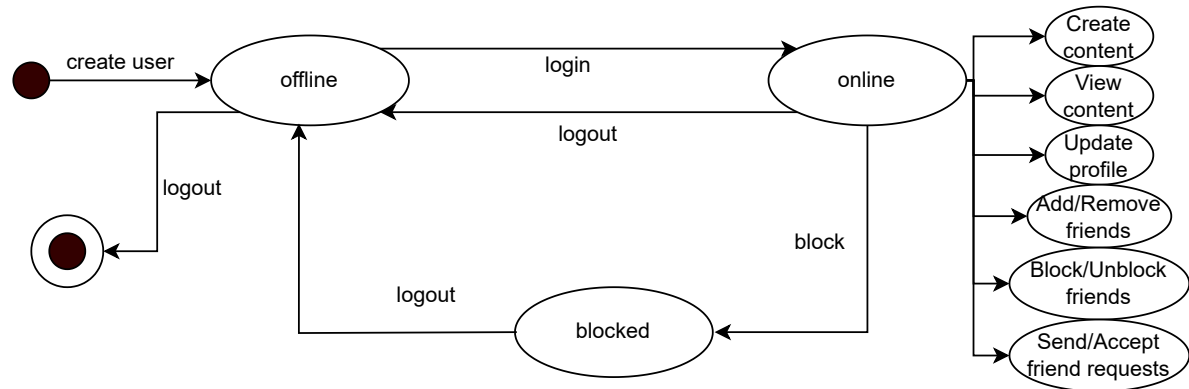 create user
offline
login
online
logout
logout
block
logout
blocked
Create
content
View
content
Update
profile
Add/Remove
friends
Block/Unblock
friends
Send/Accept
friend requests